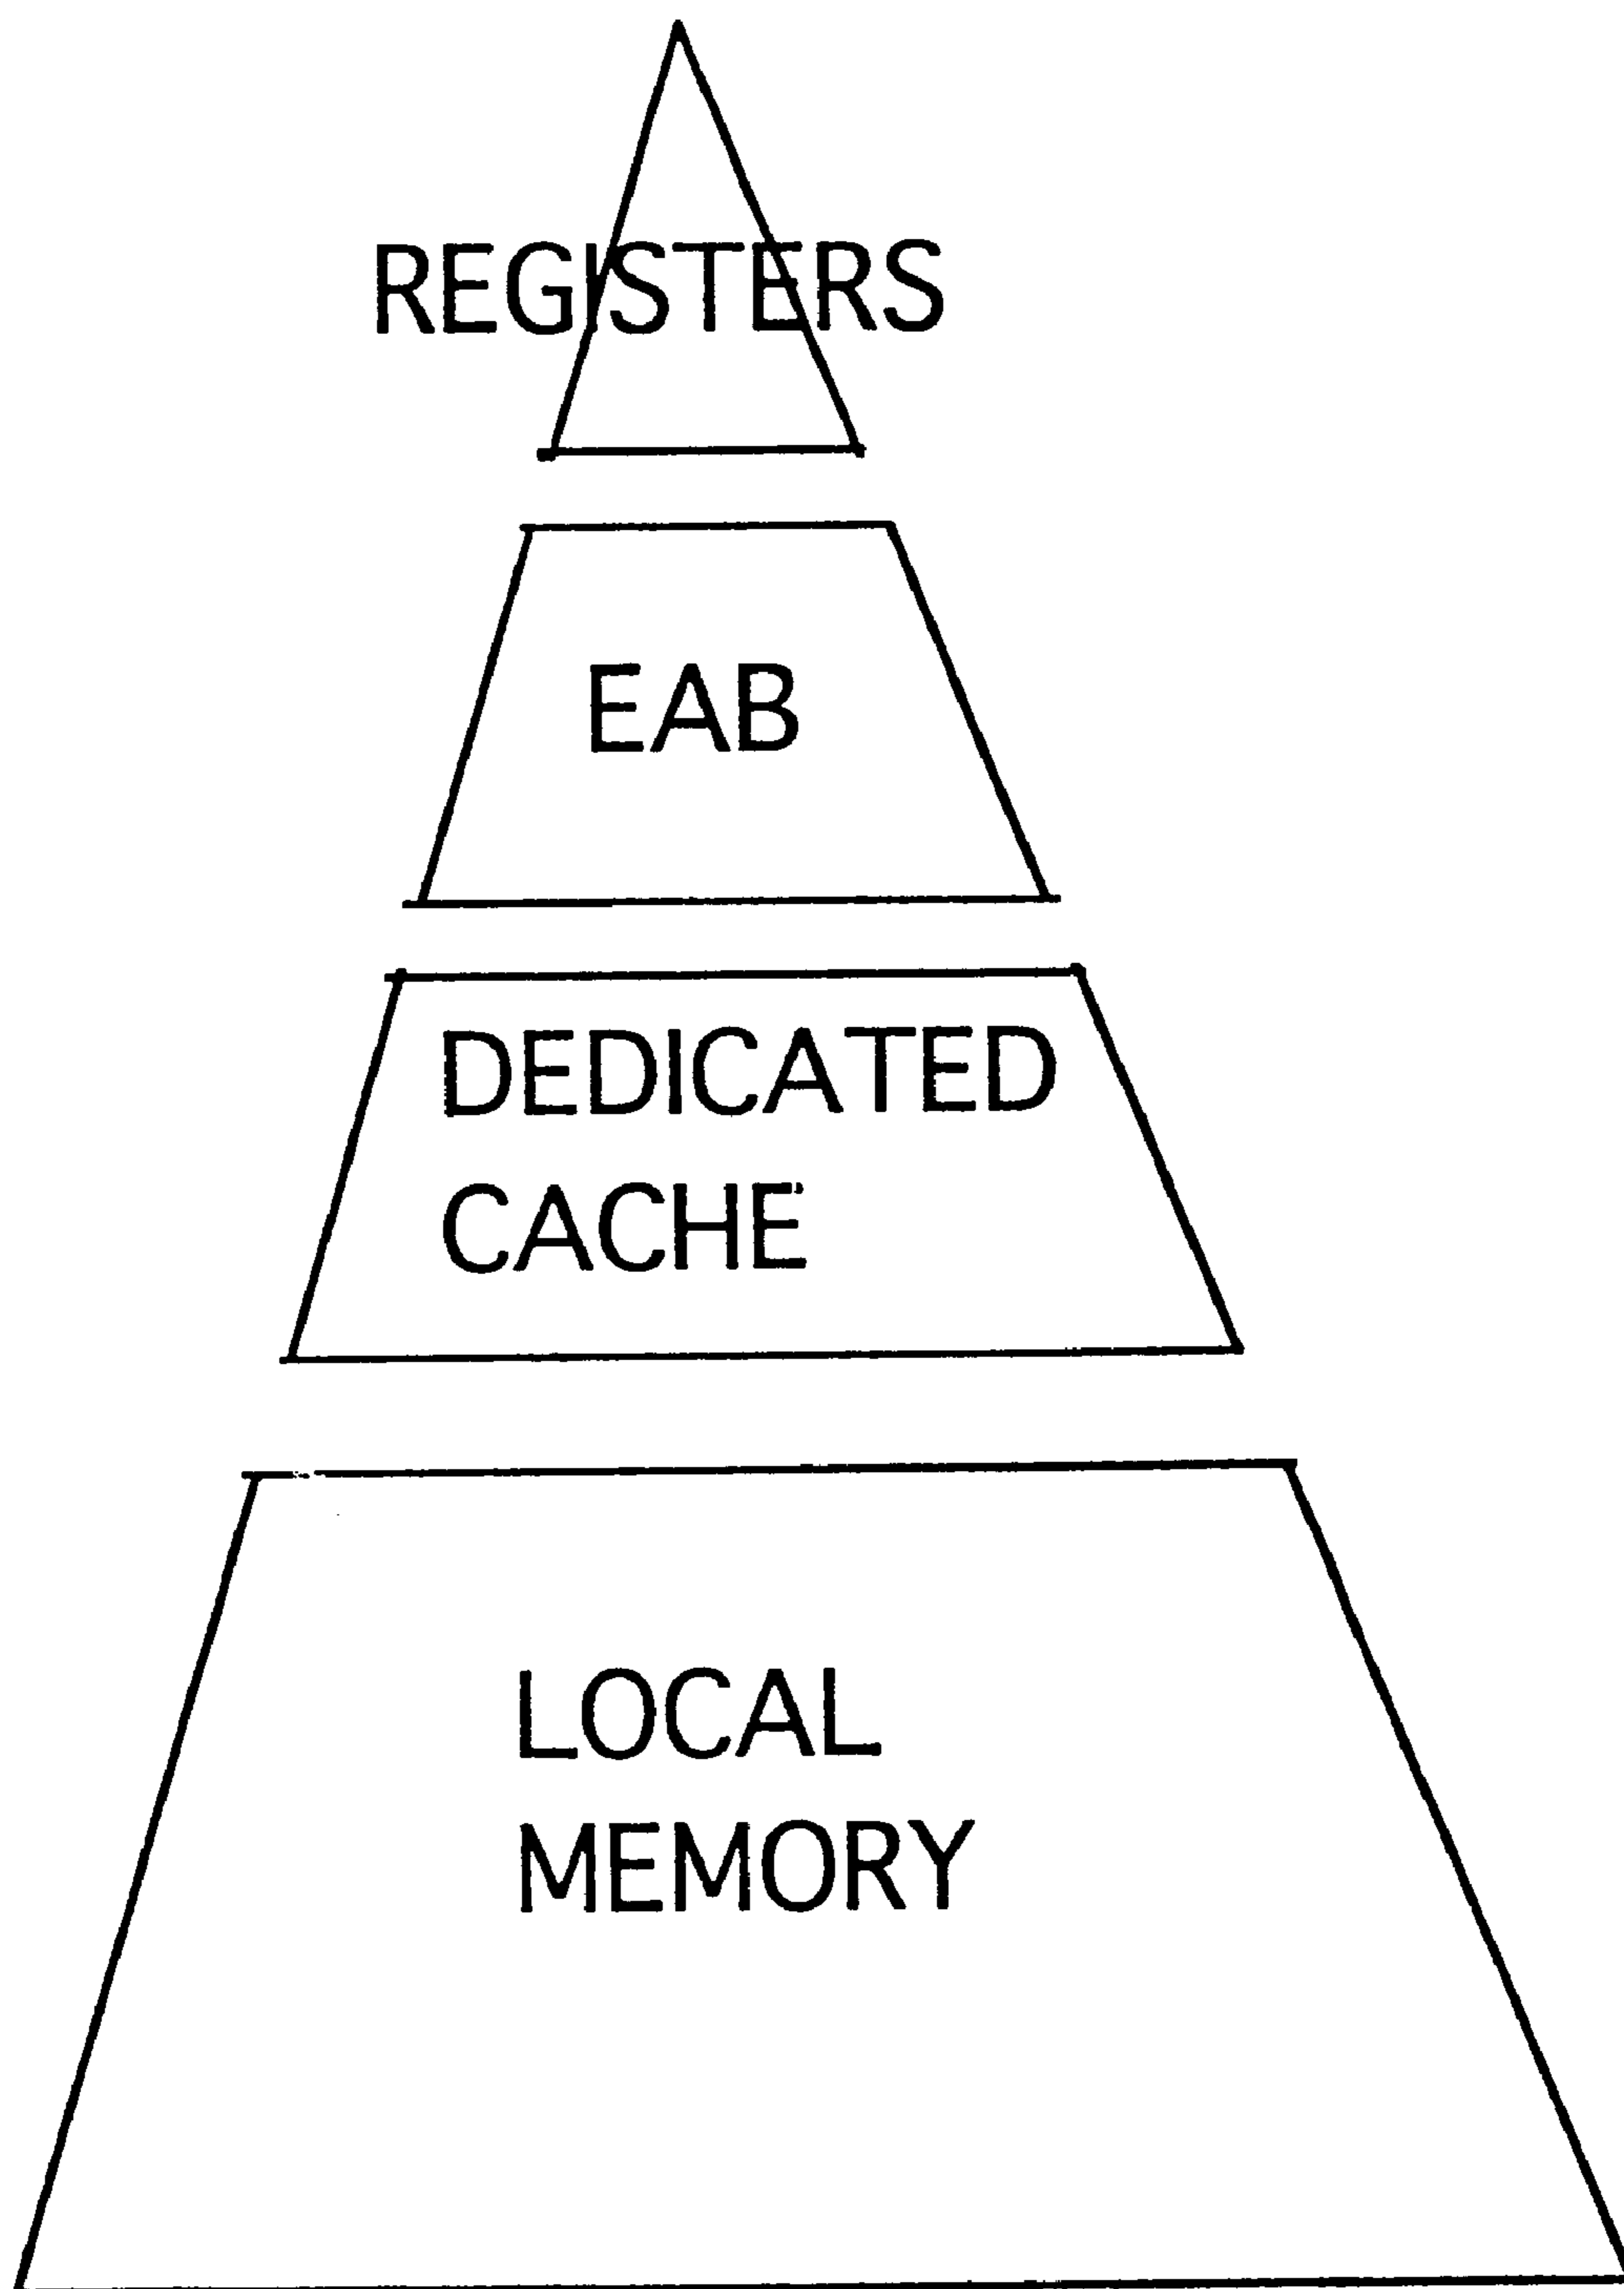 REGISTERS
EAB
DEDICATED
CACHE
LOCAL
MEMORY